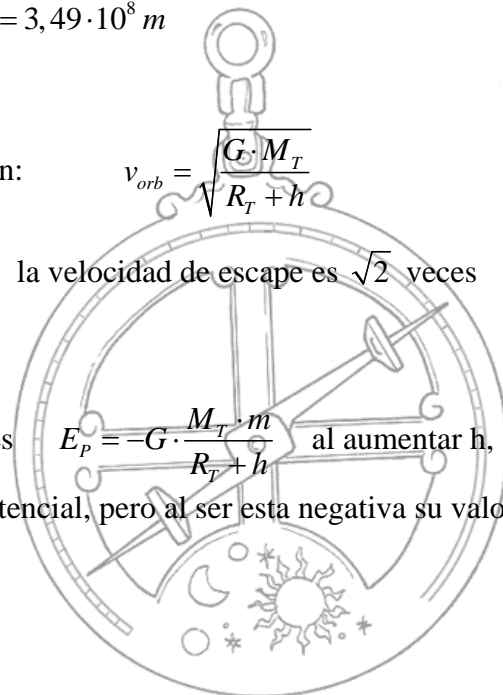 = 3,49·10⁸ m
n: v_orb = √(G·M_T / (R_T + h))
la velocidad de escape es √2 veces
s E_P = −G·(M_T·m / (R_T + h)) al aumentar h,
tencial, pero al ser esta negativa su valo